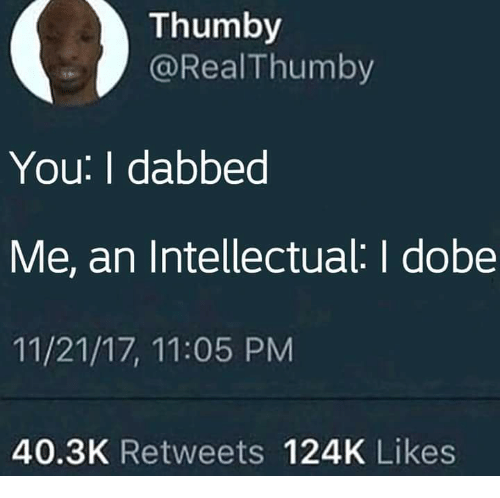 Thumby
@RealThumby
You: I dabbed
Me, an Intellectual: I dobe
11/21/17, 11:05 PM
40.3K Retweets 124K Likes